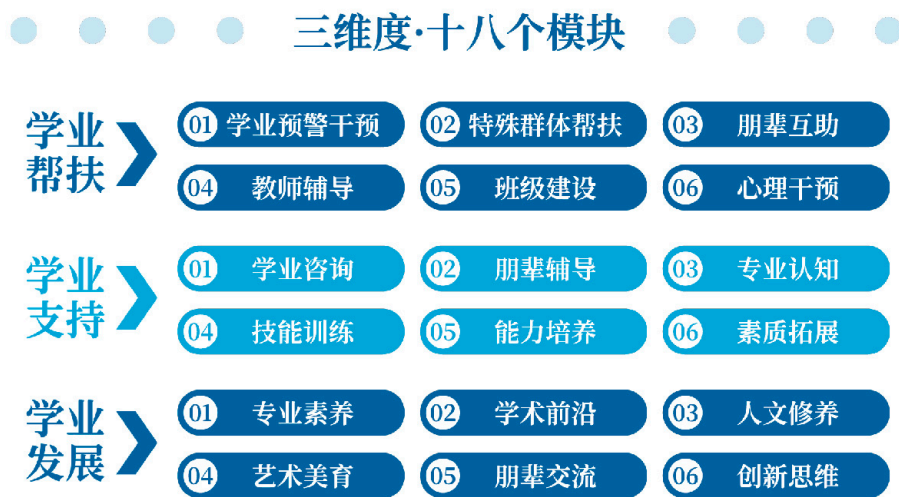 三维度·十八个模块
学业帮扶
01 学业预警干预
02 特殊群体帮扶
03 朋辈互助
04 教师辅导
05 班级建设
06 心理干预
学业支持
01 学业咨询
02 朋辈辅导
03 专业认知
04 技能训练
05 能力培养
06 素质拓展
学业发展
01 专业素养
02 学术前沿
03 人文修养
04 艺术美育
05 朋辈交流
06 创新思维